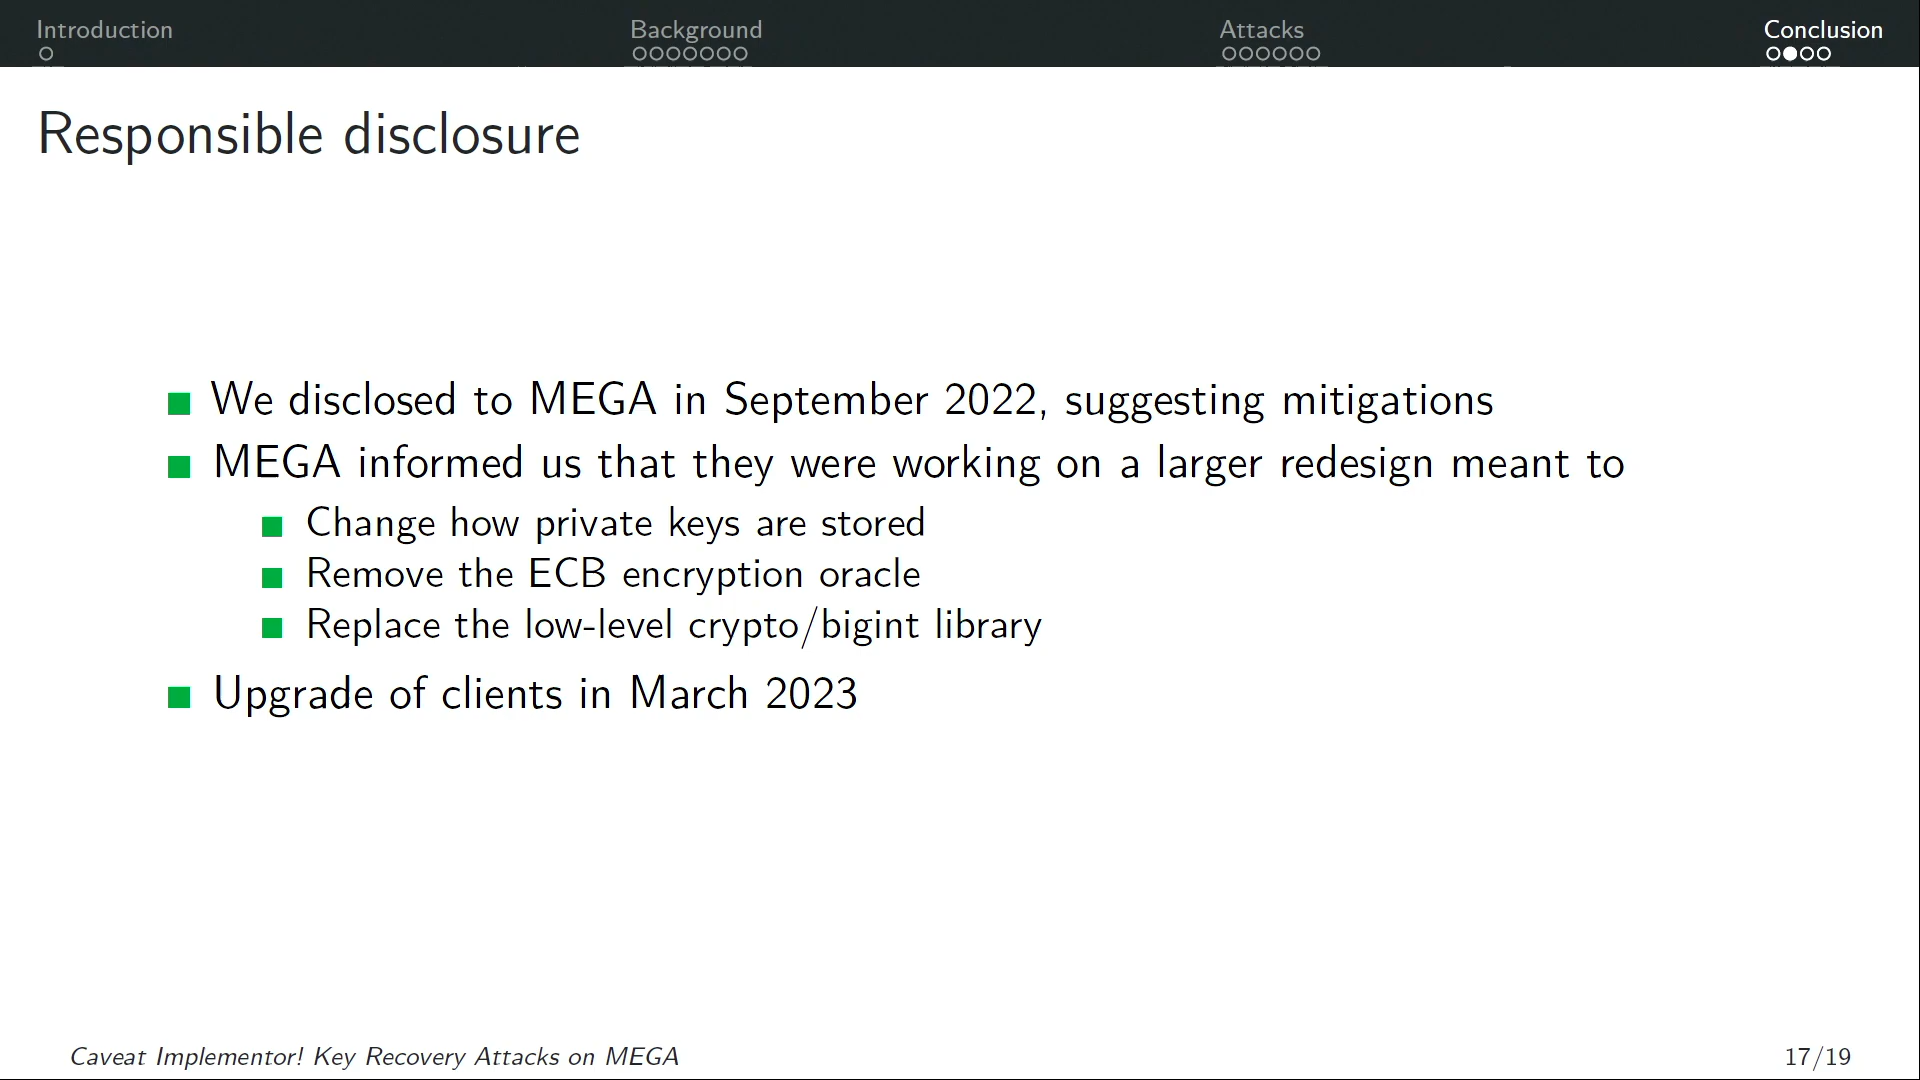 Introduction
Background
Attacks
Conclusion
Responsible disclosure
We disclosed to MEGA in September 2022, suggesting mitigations
MEGA informed us that they were working on a larger redesign meant to
Change how private keys are stored
Remove the ECB encryption oracle
Replace the low-level crypto/bigint library
Upgrade of clients in March 2023
Caveat Implementor! Key Recovery Attacks on MEGA
17/19